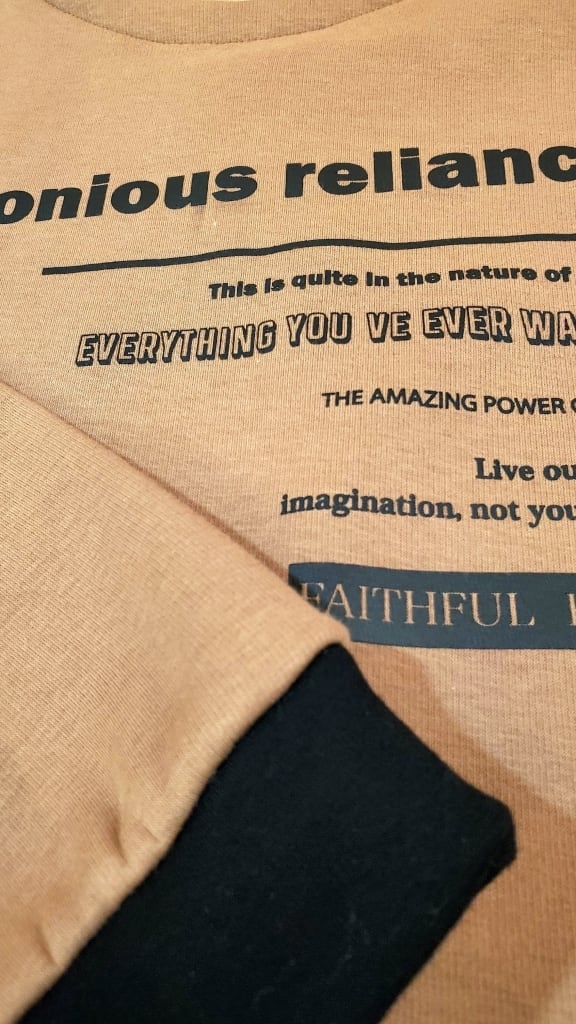 onious relianc
This is quite in the nature of
EVERYTHING YOU VE EVER WA
THE AMAZING POWER
Live ou
imagination, not you
FAITHFUL